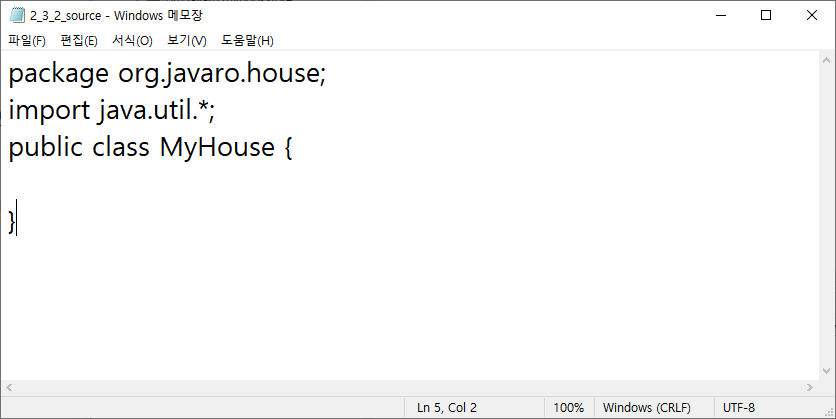 2_3_2_source - Windows 메모장
파일(F) 편집(E) 서식(O) 보기(V) 도움말(H)
package org.javaro.house;
import java.util.*;
public class MyHouse {
}
Ln 5, Col 2 100% Windows (CRLF) UTF-8